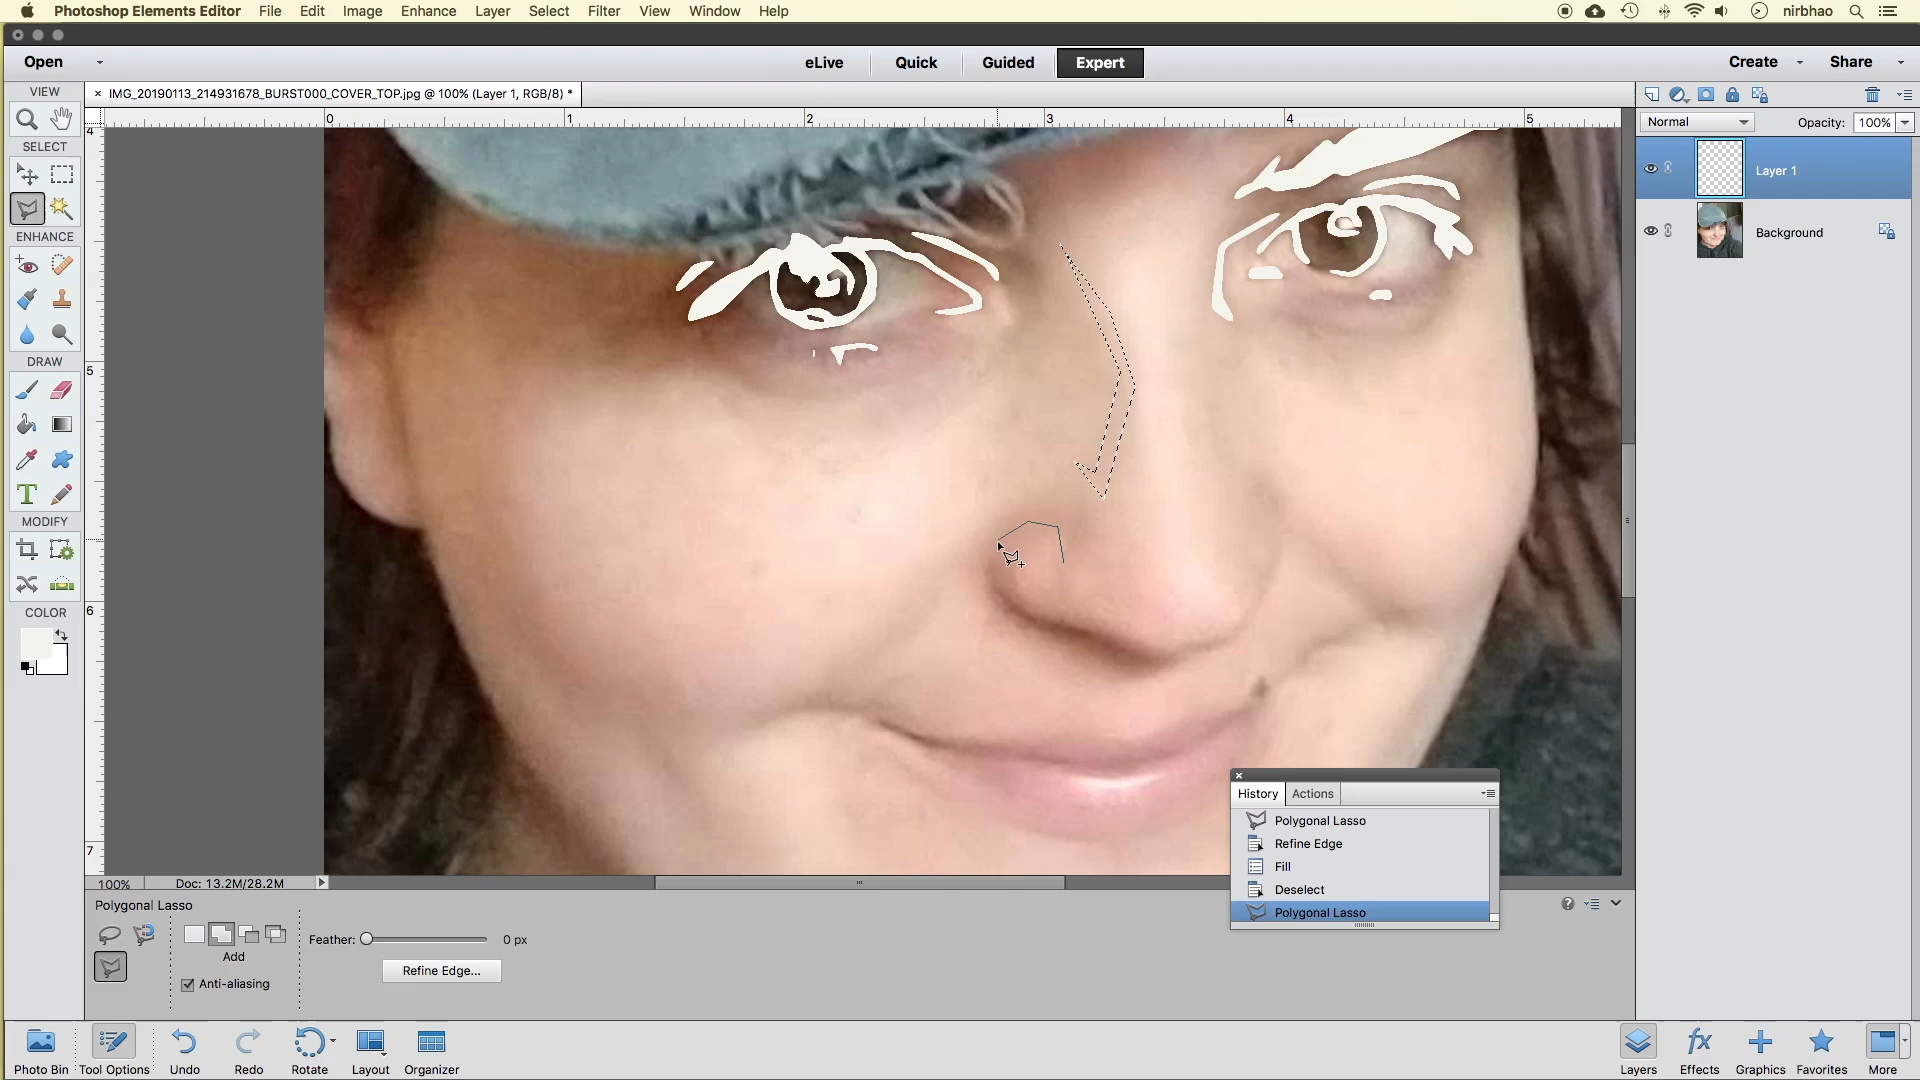 Photoshop Elements Editor File Edit Image Enhance Layer Select Filter View Window Help nirbhao
Open eLive Quick Guided Expert Create Share
VIEW
× IMG_20190113_214931678_BURST000_COVER_TOP.jpg @ 100% (Layer 1, RGB/8) *
0 1 2 3 4 5
4
Normal Opacity: 100%
SELECT
Layer 1
Background
ENHANCE
5
DRAW
T
MODIFY
6
COLOR
7
History Actions
Polygonal Lasso
Refine Edge
Fill
Deselect
Polygonal Lasso
100% Doc: 13.2M/28.2M
Polygonal Lasso
Feather: 0 px
Add
Refine Edge...
Anti-aliasing
fx
Photo Bin Tool Options Undo Redo Rotate Layout Organizer Layers Effects Graphics Favorites More